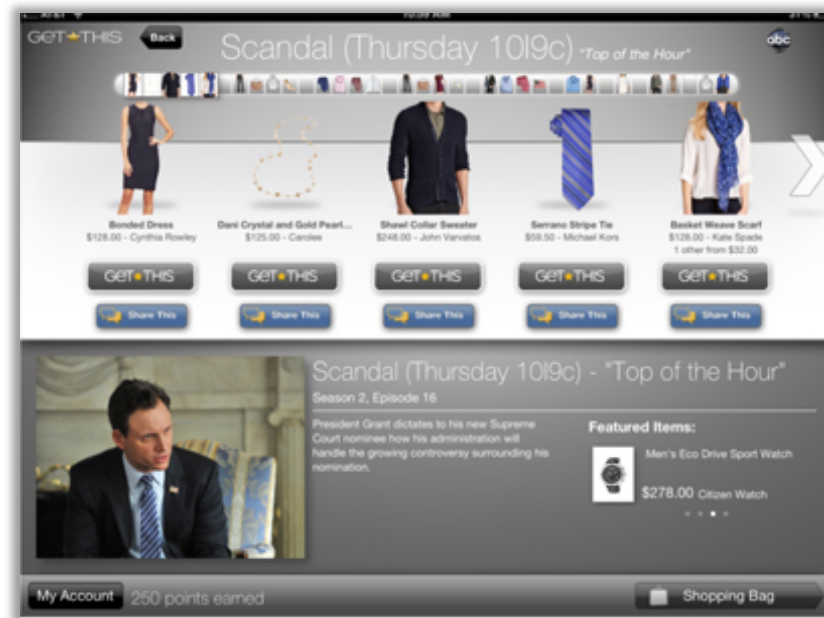 GET THIS
Back
Scandal (Thursday 10|9c) "Top of the Hour"
abc
Bonded Dress
$128.00 - Cynthia Rowley
GET THIS
Share This
Dani Crystal and Gold Pearl...
$125.00 - Carolee
GET THIS
Share This
Shawl Collar Sweater
$248.00 - John Varvatos
GET THIS
Share This
Serrano Stripe Tie
$59.50 - Michael Kors
GET THIS
Share This
Basket Weave Scarf
$128.00 - Kate Spade
1 other from $32.00
GET THIS
Share This
Scandal (Thursday 10|9c) - "Top of the Hour"
Season 2, Episode 16
President Grant dictates to his new Supreme
Court nominee how his administration will
handle the growing controversy surrounding his
nomination.
Featured Items:
Men's Eco Drive Sport Watch
$278.00 Citizen Watch
My Account
250 points earned
Shopping Bag